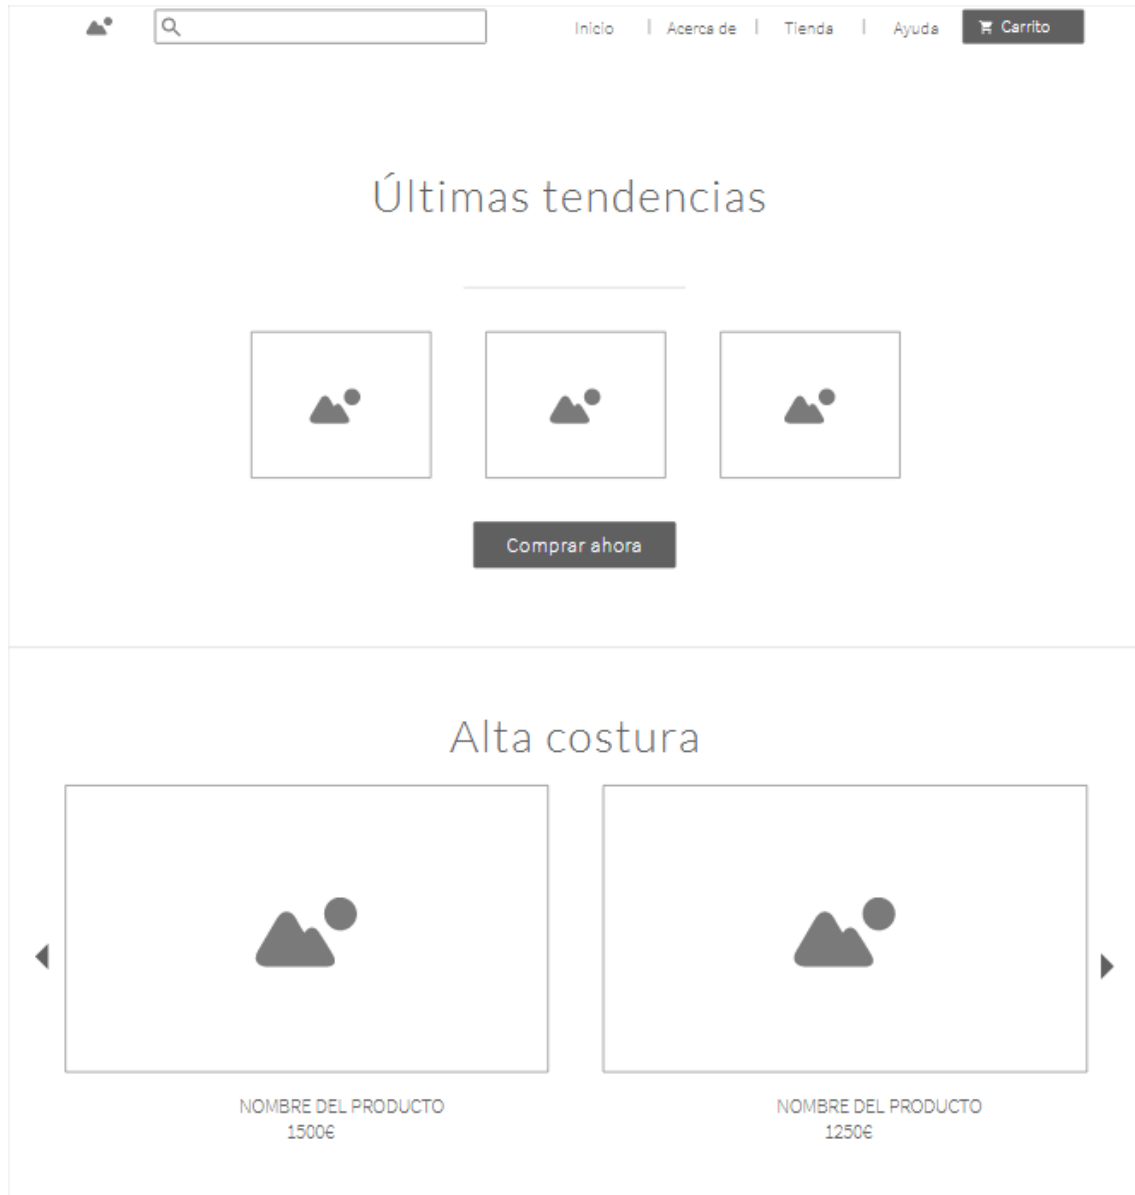 Inicio | Acerca de | Tienda | Ayuda Carrito
Últimas tendencias
Comprar ahora
Alta costura
NOMBRE DEL PRODUCTO
1500€
NOMBRE DEL PRODUCTO
1250€